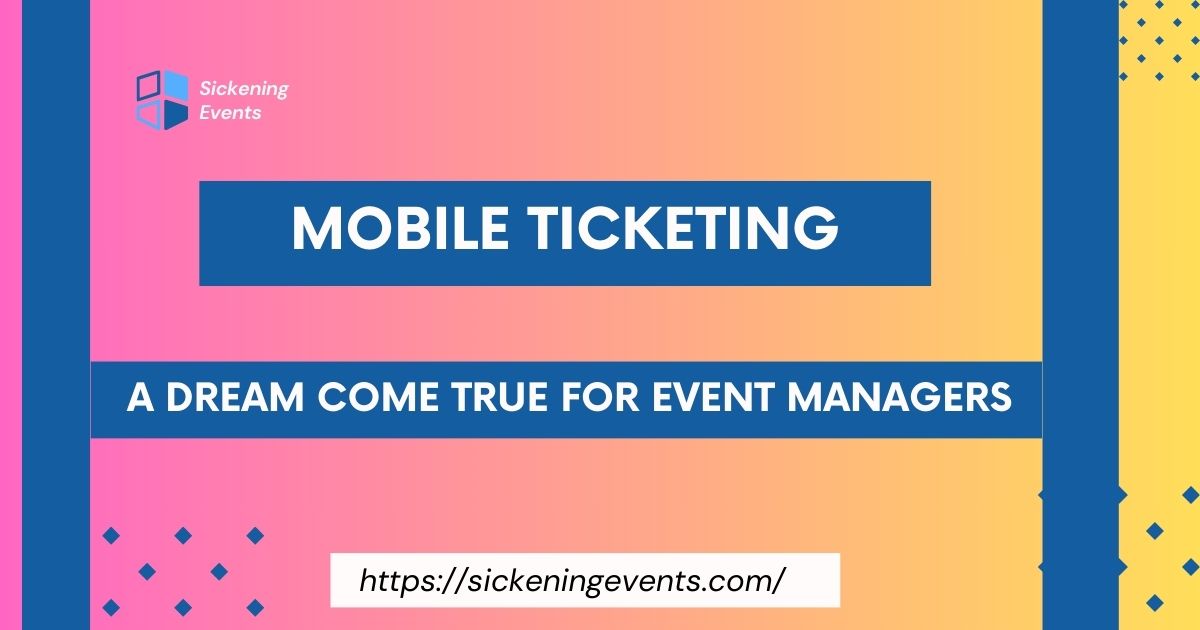 Sickening
Events
MOBILE TICKETING
A DREAM COME TRUE FOR EVENT MANAGERS
https://sickeningevents.com/